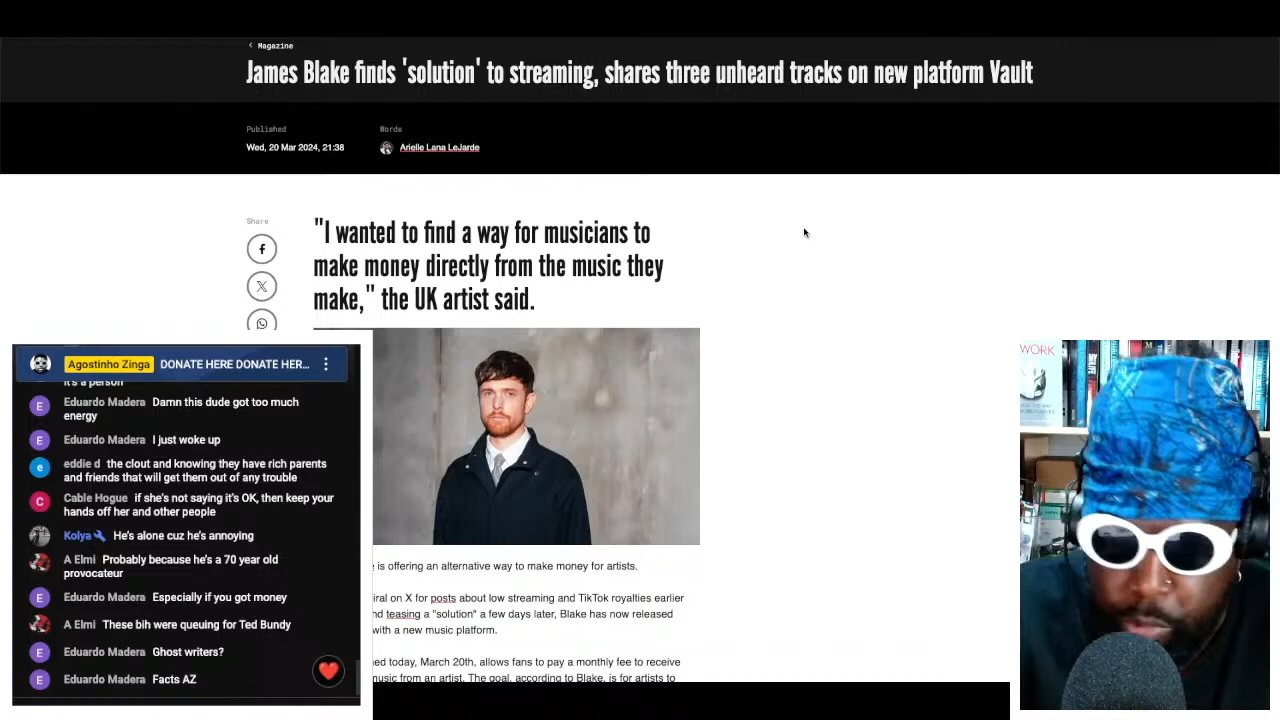 Magazine
James Blake finds 'solution' to streaming, shares three unheard tracks on new platform Vault
Published
Words
Wed, 20 Mar 2024, 21:38
Arielle Lana LeJarde
Share
"I wanted to find a way for musicians to
make money directly from the music they
make," the UK artist said.
is offering an alternative way to make money for artists.
iral on X for posts about low streaming and TikTok royalties earlier
nd teasing a "solution" a few days later, Blake has now released
with a new music platform.
ed today, March 20th, allows fans to pay a monthly fee to receive
usic from an artist. The goal, according to Blake, is for artists to
Agostinho Zinga DONATE HERE DONATE HER...
it's a person
E Eduardo Madera Damn this dude got too much
energy
E Eduardo Madera I just woke up
e eddie d the clout and knowing they have rich parents
and friends that will get them out of any trouble
C Cable Hogue if she's not saying it's OK, then keep your
hands off her and other people
Kolya He's alone cuz he's annoying
A Elmi Probably because he's a 70 year old
provocateur
E Eduardo Madera Especially if you got money
A Elmi These bih were queuing for Ted Bundy
E Eduardo Madera Ghost writers?
E Eduardo Madera Facts AZ
WORK